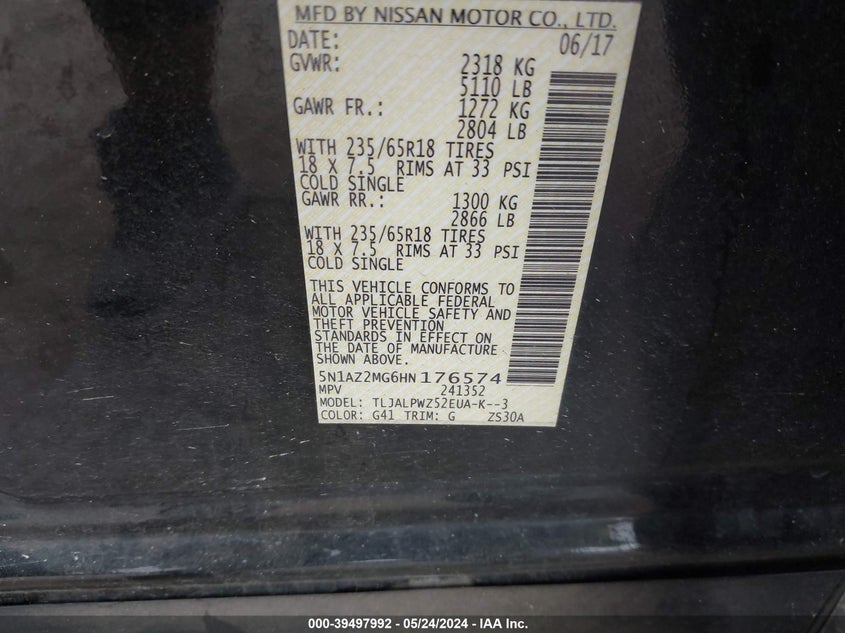 MFD BY NISSAN MOTOR CO., LTD.
DATE: 06/17
GVWR: 2318 KG
5110 LB
GAWR FR.: 1272 KG
2804 LB
WITH 235/65R18 TIRES
18 X 7.5 RIMS AT 33 PSI
COLD SINGLE
GAWR RR.: 1300 KG
2866 LB
WITH 235/65R18 TIRES
18 X 7.5 RIMS AT 33 PSI
COLD SINGLE
THIS VEHICLE CONFORMS TO
ALL APPLICABLE FEDERAL
MOTOR VEHICLE SAFETY AND
THEFT PREVENTION
STANDARDS IN EFFECT ON
THE DATE OF MANUFACTURE
SHOWN ABOVE.
5N1AZ2MG6HN176574
MPV 241352
MODEL: TLJALPWZ52EUA-K--3
COLOR: G41 TRIM: G ZS30A
000-39497992 - 05/24/2024 - IAA Inc.